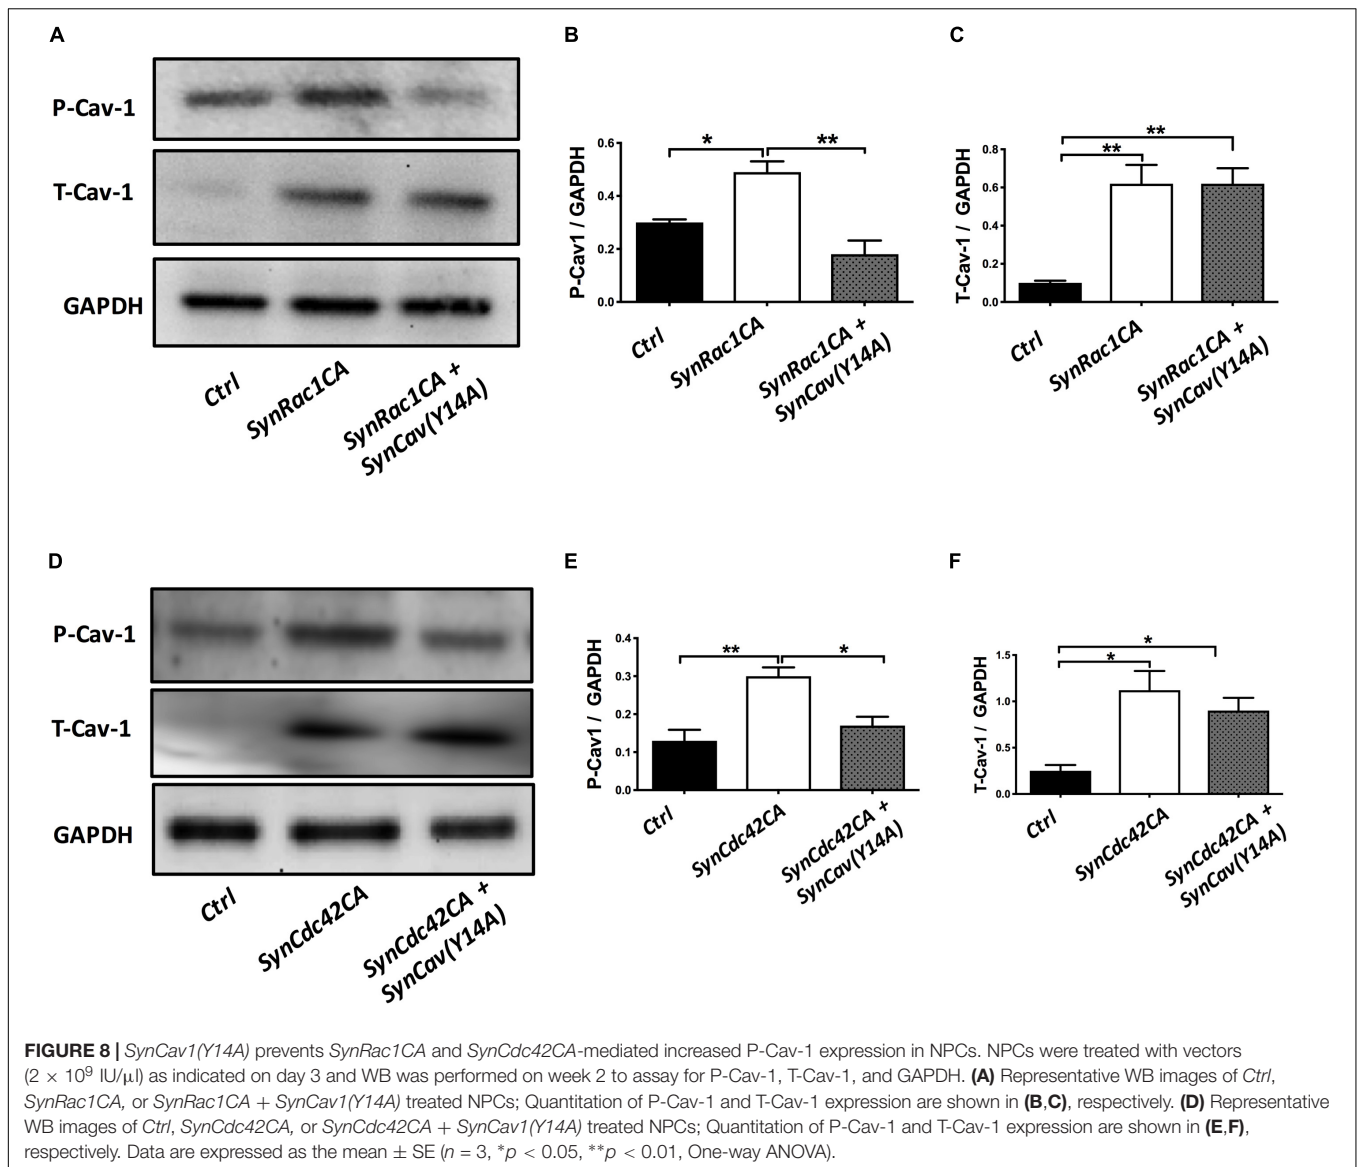 A
P-Cav-1
T-Cav-1
GAPDH
Ctrl
SynRac1CA
SynRac1CA +
SynCav(Y14A)
B
P-Cav1 / GAPDH
0.6
0.4
0.2
0.0
*
**
Ctrl
SynRac1CA
SynRac1CA +
SynCav(Y14A)
C
T-Cav-1 / GAPDH
0.8
0.6
0.4
0.2
0.0
**
**
Ctrl
SynRac1CA
SynRac1CA +
SynCav(Y14A)
D
P-Cav-1
T-Cav-1
GAPDH
Ctrl
SynCdc42CA
SynCdc42CA +
SynCav(Y14A)
E
P-Cav1 / GAPDH
0.4
0.3
0.2
0.1
0.0
**
*
Ctrl
SynCdc42CA
SynCdc42CA +
SynCav(Y14A)
F
T-Cav-1 / GAPDH
1.5
1.0
0.5
0.0
*
*
Ctrl
SynCdc42CA
SynCdc42CA +
SynCav(Y14A)
FIGURE 8 | SynCav1(Y14A) prevents SynRac1CA and SynCdc42CA-mediated increased P-Cav-1 expression in NPCs. NPCs were treated with vectors
(2 × 10⁹ IU/μl) as indicated on day 3 and WB was performed on week 2 to assay for P-Cav-1, T-Cav-1, and GAPDH. (A) Representative WB images of Ctrl,
SynRac1CA, or SynRac1CA + SynCav1(Y14A) treated NPCs; Quantitation of P-Cav-1 and T-Cav-1 expression are shown in (B,C), respectively. (D) Representative
WB images of Ctrl, SynCdc42CA, or SynCdc42CA + SynCav1(Y14A) treated NPCs; Quantitation of P-Cav-1 and T-Cav-1 expression are shown in (E,F),
respectively. Data are expressed as the mean ± SE (n = 3, *p < 0.05, **p < 0.01, One-way ANOVA).